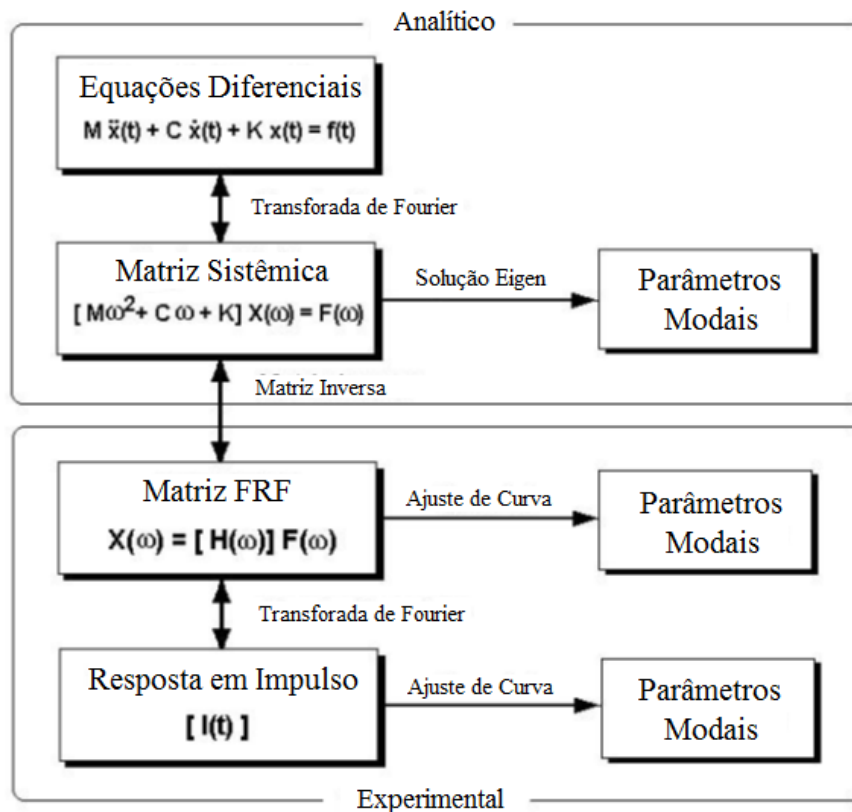 Analítico
Equações Diferenciais
M ẍ(t) + C ẋ(t) + K x(t) = f(t)
Transforada de Fourier
Matriz Sistêmica
[ Mω²+ C ω + K] X(ω) = F(ω)
Solução Eigen
Parâmetros
Modais
Matriz Inversa
Matriz FRF
X(ω) = [ H(ω)] F(ω)
Ajuste de Curva
Parâmetros
Modais
Transforada de Fourier
Resposta em Impulso
[ I(t) ]
Ajuste de Curva
Parâmetros
Modais
Experimental